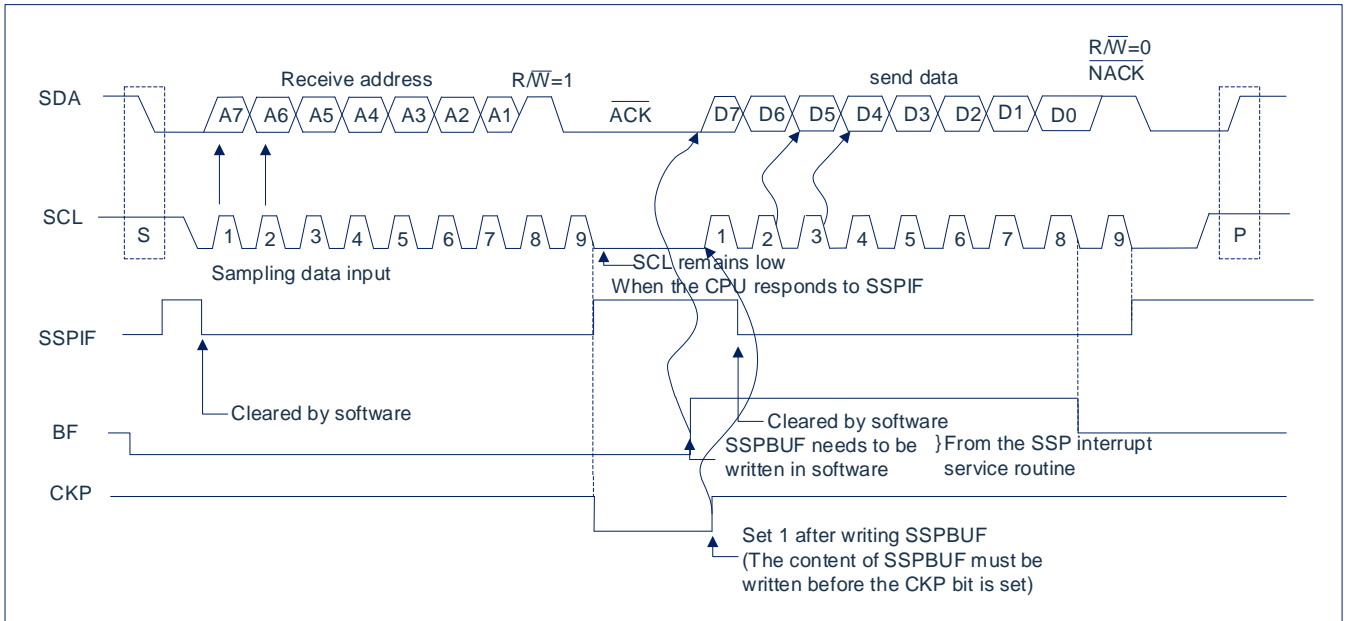 R/W̅=0
Receive address R/W̅=1 send data N̅A̅C̅K̅
SDA A7 A6 A5 A4 A3 A2 A1 A̅C̅K̅ D7 D6 D5 D4 D3 D2 D1 D0
SCL S 1 2 3 4 5 6 7 8 9 1 2 3 4 5 6 7 8 9 P
SCL remains low
Sampling data input
When the CPU responds to SSPIF
SSPIF
Cleared by software
Cleared by software
BF
SSPBUF needs to be
written in software
}From the SSP interrupt
service routine
CKP
Set 1 after writing SSPBUF
(The content of SSPBUF must be
written before the CKP bit is set)